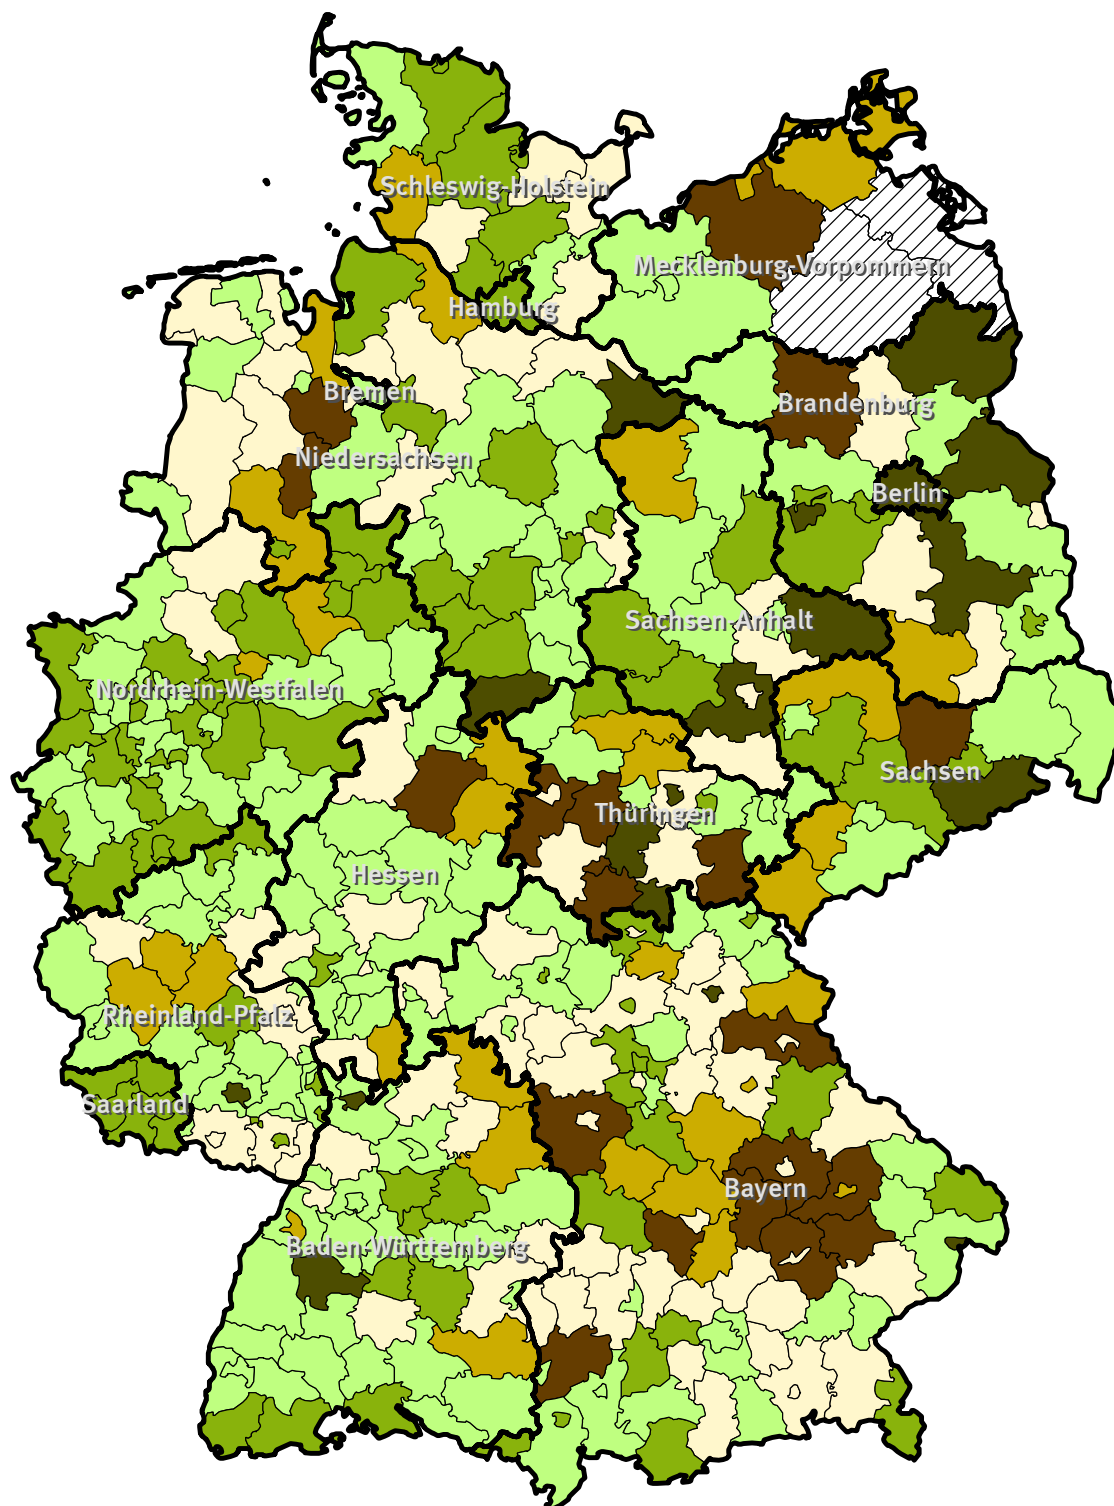 Schleswig-Holstein
Mecklenburg-Vorpommern
Hamburg
Bremen
Brandenburg
Niedersachsen
Berlin
Sachsen-Anhalt
Nordrhein-Westfalen
Sachsen
Thüringen
Hessen
Rheinland-Pfalz
Saarland
Bayern
Baden-Württemberg